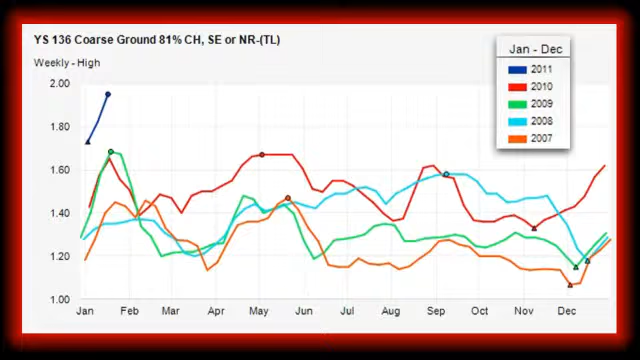 YS 136 Coarse Ground 81% CH, SE or NR-(TL)
Weekly - High
Jan - Dec
2011
2010
2009
2008
2007
2.00
1.80
1.60
1.40
1.20
1.00
Jan Feb Mar Apr May Jun Jul Aug Sep Oct Nov Dec